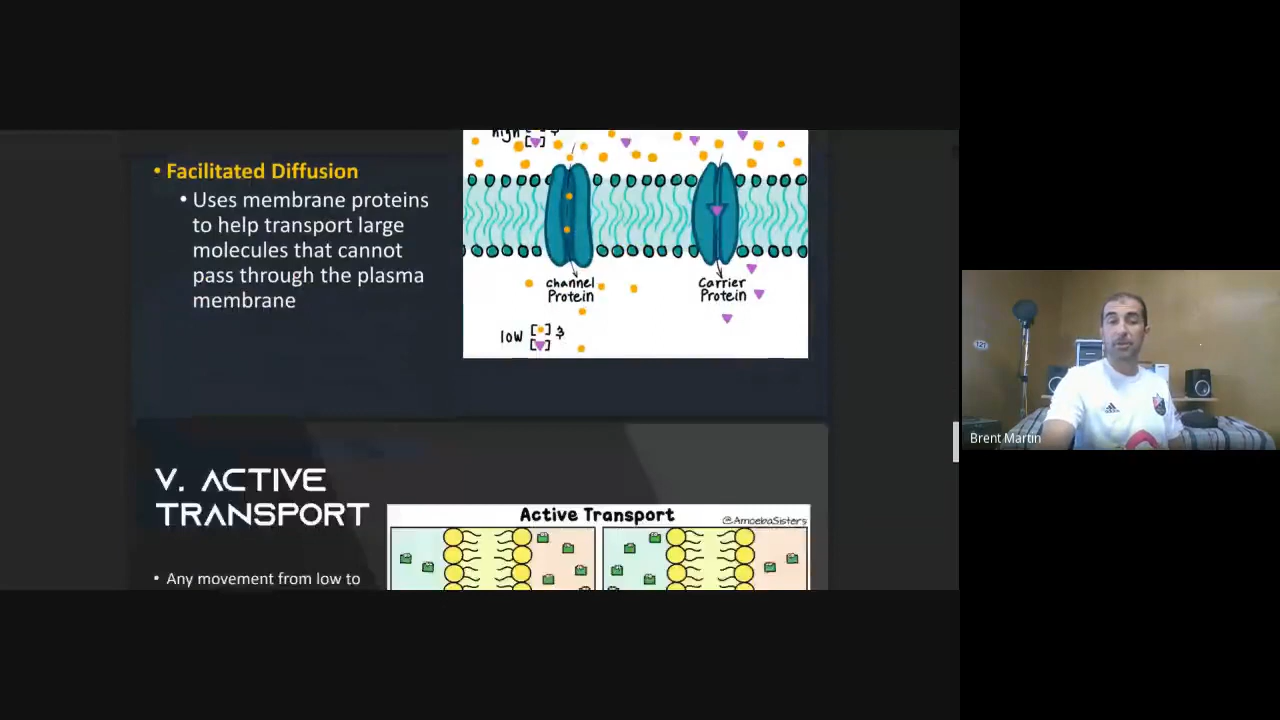 high
• Facilitated Diffusion
• Uses membrane proteins
to help transport large
molecules that cannot
pass through the plasma
membrane
channel
Protein
Carrier
Protein
low [ ]
[ ]
V. ACTIVE
TRANSPORT
Active Transport
@AmoebaSisters
• Any movement from low to
Brent Martin